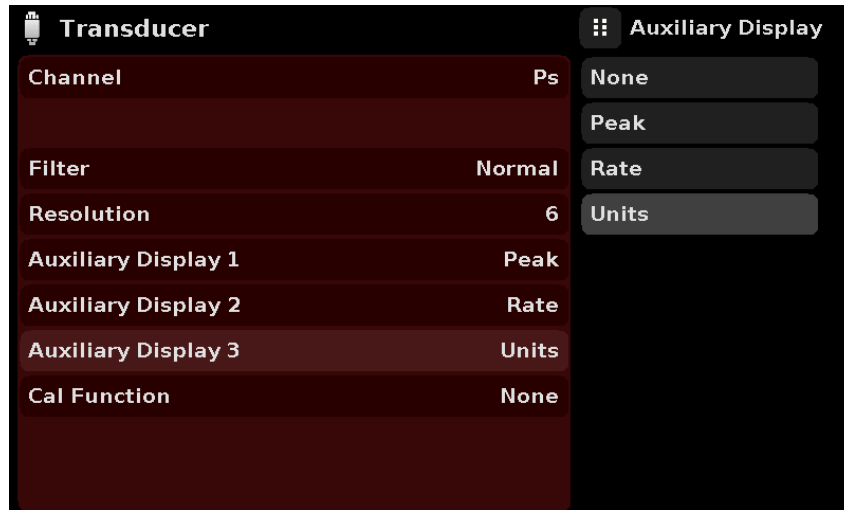 Transducer
Channel Ps
Filter Normal
Resolution 6
Auxiliary Display 1 Peak
Auxiliary Display 2 Rate
Auxiliary Display 3 Units
Cal Function None
Auxiliary Display
None
Peak
Rate
Units